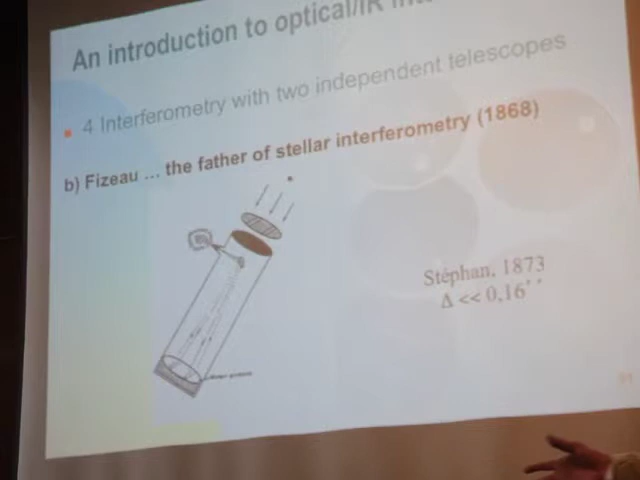 An introduction to optical/IR
4 Interferometry with two independent telescopes
b) Fizeau ... the father of stellar interferometry (1868)
Stéphan, 1873
Δ << 0,16''